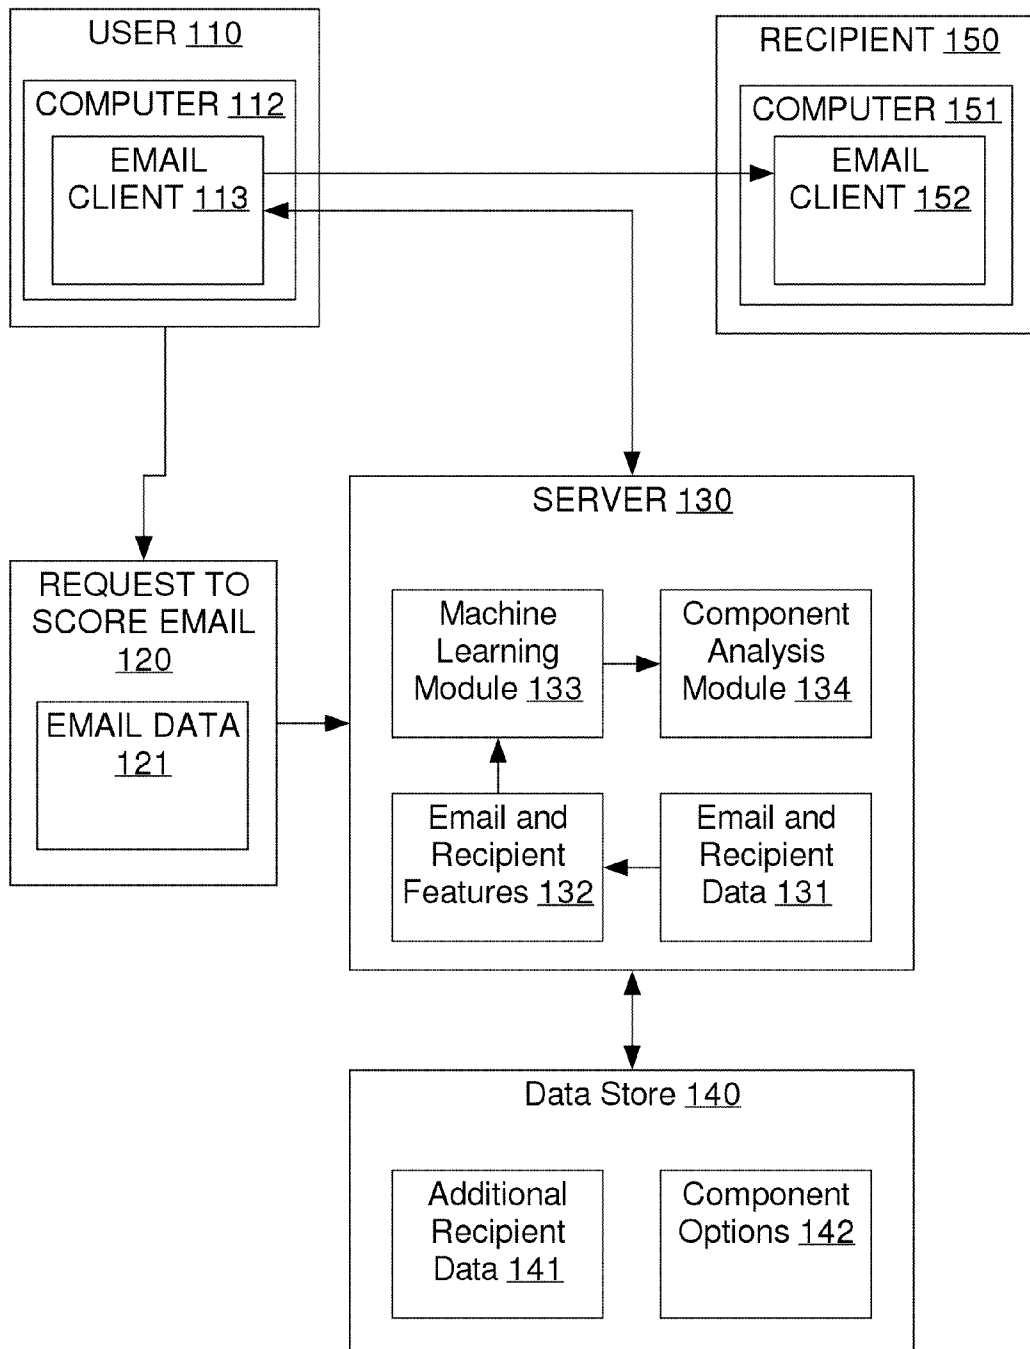 USER 110
COMPUTER 112
EMAIL
CLIENT 113
RECIPIENT 150
COMPUTER 151
EMAIL
CLIENT 152
REQUEST TO
SCORE EMAIL
120
EMAIL DATA
121
SERVER 130
Machine
Learning
Module 133
Component
Analysis
Module 134
Email and
Recipient
Features 132
Email and
Recipient
Data 131
Data Store 140
Additional
Recipient
Data 141
Component
Options 142